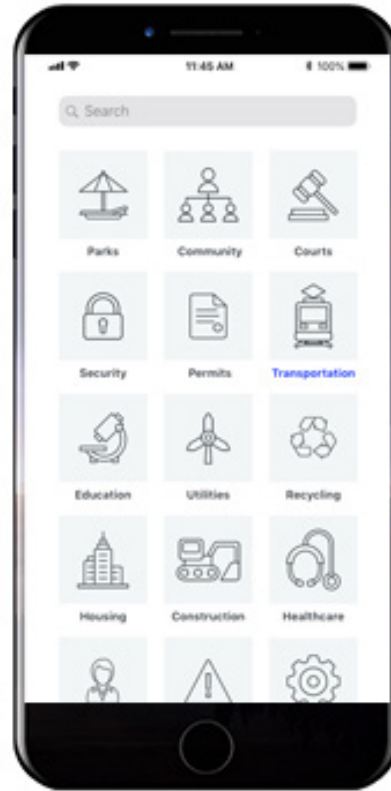 11:45 AM 100%
Search
Parks Community Courts
Security Permits Transportation
Education Utilities Recycling
Housing Construction Healthcare